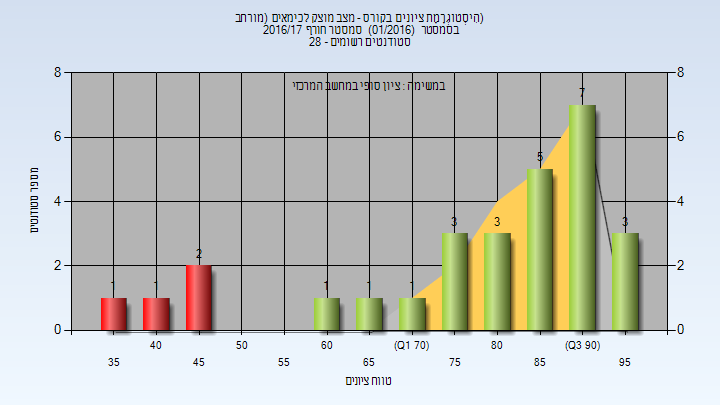 (הִיסְטוֹגְרָמַת ציונים בקורס - מצב מוצק לכימאים (מורחב
בסמסטר (01/2016) סמסטר חורף 2016/17
סטודנטים רשומים - 28
במשימה : ציון סופי במחשב המרכזי
8 8
7
6 6
5
4 4
3 3 3
2 2 2
1 1 1 1 1
0 0
מספר סטודנטים
40 50 60 (Q1 70) 80 (Q3 90)
35 45 55 65 75 85 95
טווח ציונים